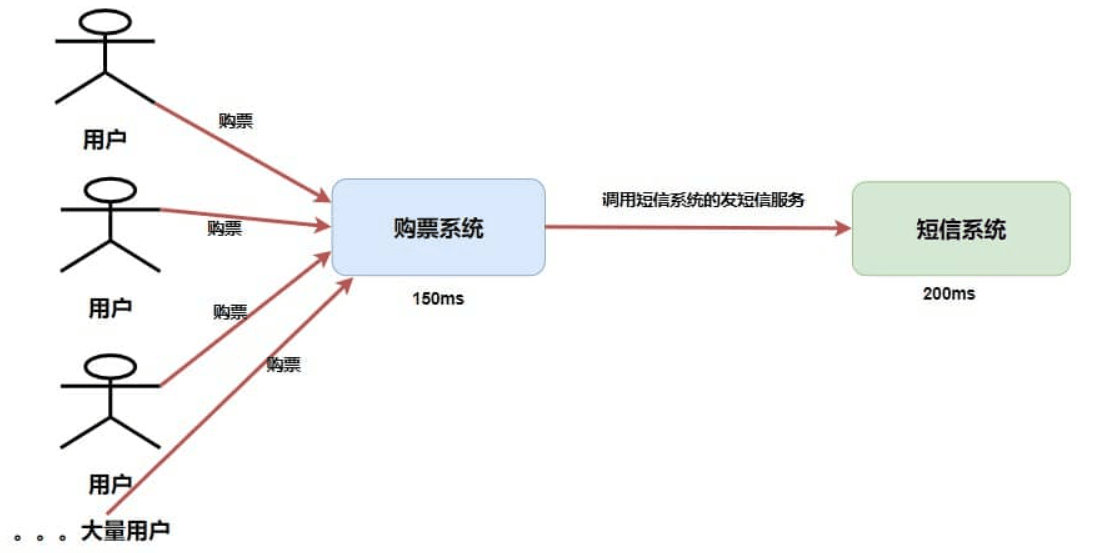 购票
用户
购票
用户
购票
购票
用户
。。。大量用户
购票系统
150ms
调用短信系统的发短信服务
短信系统
200ms